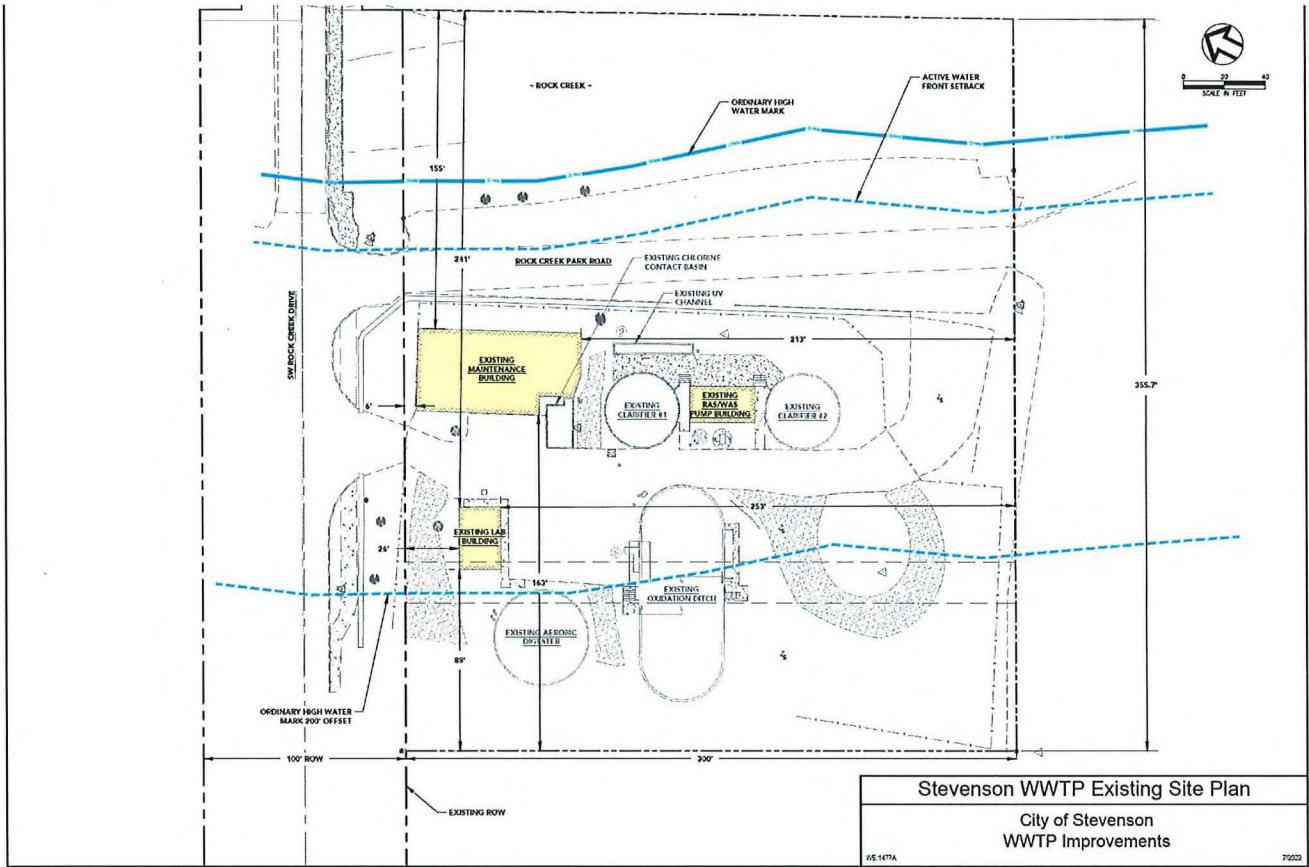 - ROCK CREEK -
ACTIVE WATER
FRONT SETBACK
0 20 40
SCALE IN FEET
ORDINARY HIGH
WATER MARK
155'
241'
ROCK CREEK PARK ROAD
EXISTING CHLORINE
CONTACT BASIN
EXISTING UV
CHANNEL
SW ROCK CREEK DRIVE
213'
355.7'
EXISTING
MAINTENANCE
BUILDING
6'
EXISTING
CLARIFIER #1
EXISTING
RAS/WAS
PUMP BUILDING
EXISTING
CLARIFIER #2
253'
EXISTING LAB
BUILDING
26'
163'
EXISTING
OXIDATION DITCH
EXISTING AEROBIC
DIGESTER
88'
ORDINARY HIGH WATER
MARK 200' OFFSET
100' ROW
300'
EXISTING ROW
Stevenson WWTP Existing Site Plan
City of Stevenson
WWTP Improvements